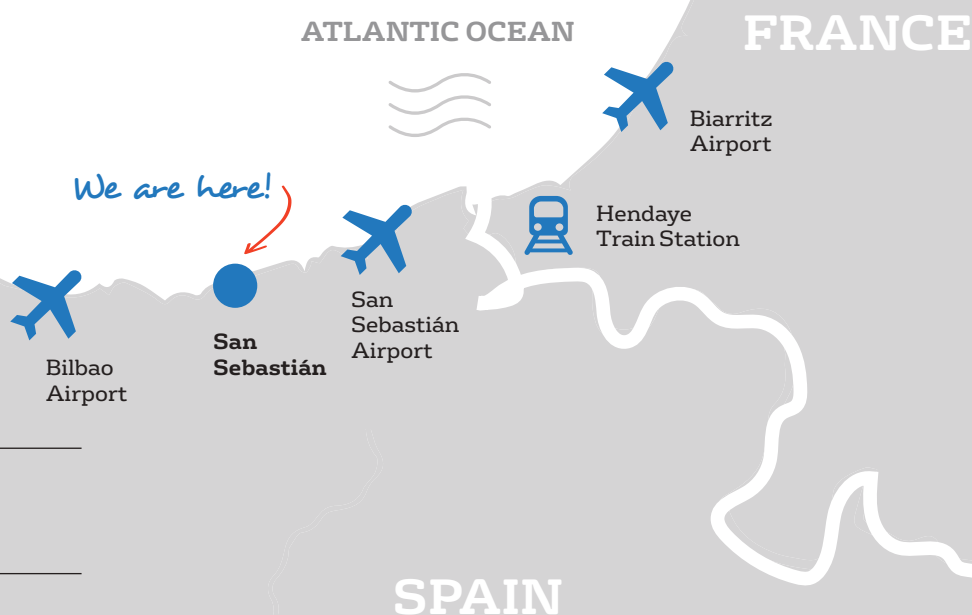 ATLANTIC OCEAN
FRANCE
Biarritz
Airport
We are here!
Hendaye
Train Station
San
Sebastián
Airport
San
Sebastián
Bilbao
Airport
SPAIN